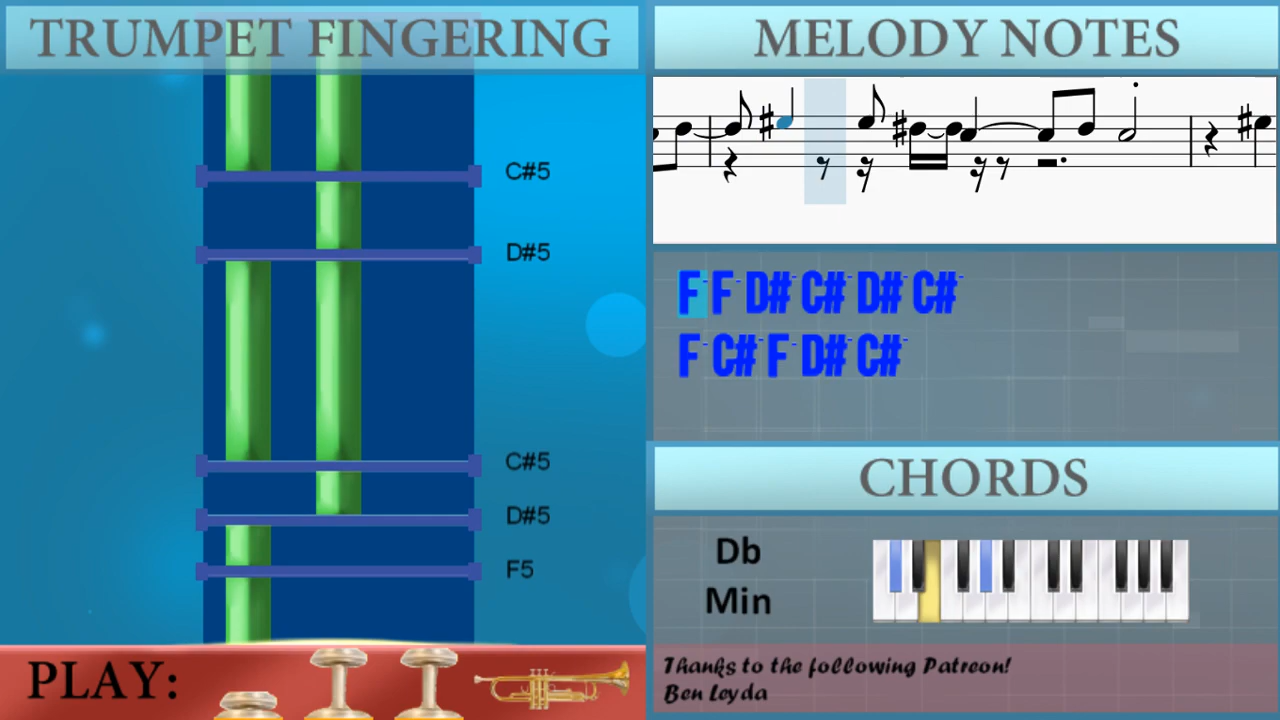 TRUMPET FINGERING
C#5
D#5
C#5
D#5
F5
PLAY:
MELODY NOTES
F- F- D#- C#- D#- C#-
F- C#- F- D#- C#-
CHORDS
Db
Min
Thanks to the following Patreon!
Ben Leyda